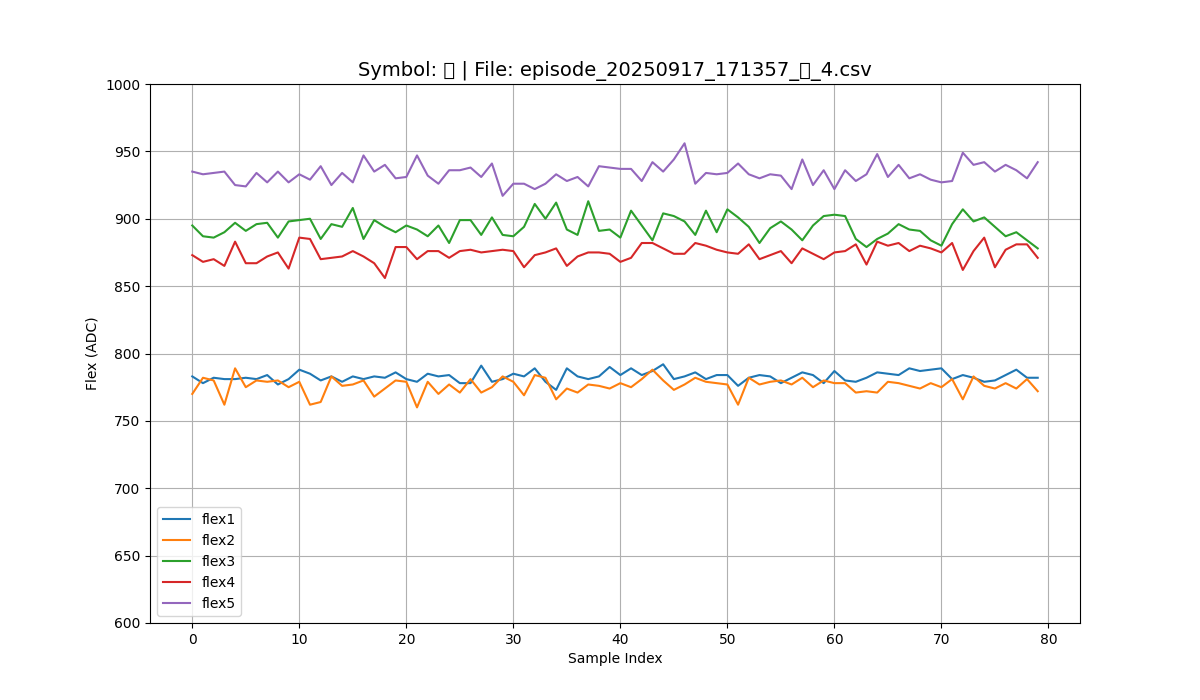 Symbol: | File: episode_20250917_171357_ _4.csv
1000
950
900
850
800
750
700
650
600
Flex (ADC)
flex1
flex2
flex3
flex4
flex5
0 10 20 30 40 50 60 70 80
Sample Index